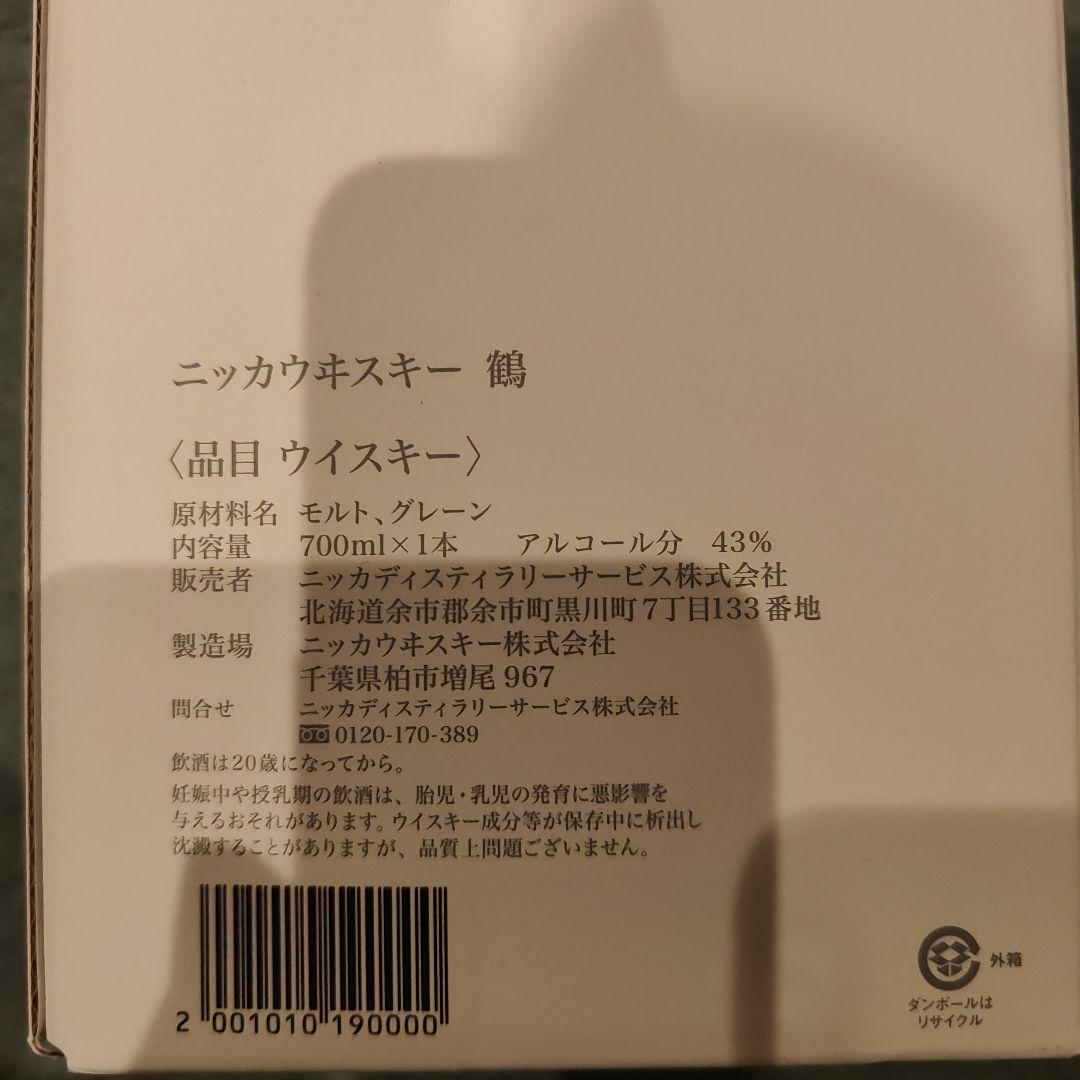 ニッカウヰスキー 鶴
〈品目 ウイスキー〉
原材料名 モルト、グレーン
内容量 700ml×1本 アルコール分 43%
販売者 ニッカディスティラリーサービス株式会社
北海道余市郡余市町黒川町7丁目133番地
製造場 ニッカウヰスキー株式会社
千葉県柏市増尾967
問合せ ニッカディスティラリーサービス株式会社
0120-170-389
飲酒は20歳になってから。
妊娠中や授乳期の飲酒は、胎児・乳児の発育に悪影響を
与えるおそれがあります。ウイスキー成分等が保存中に析出し
沈澱することがありますが、品質上問題ございません。
2 001010 190000
外箱
ダンボールは
リサイクル